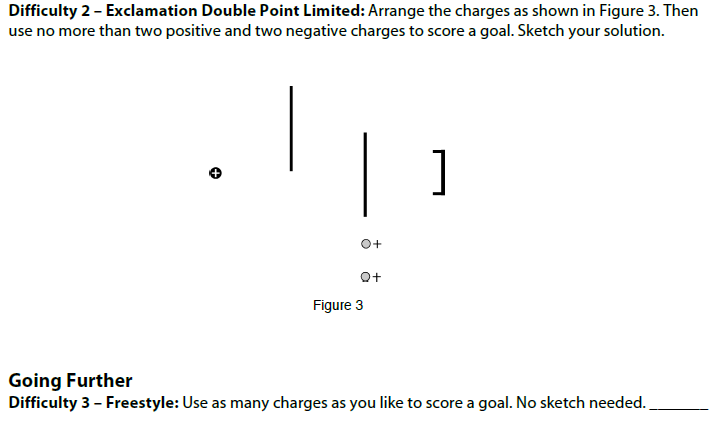 Difficulty 2 – Exclamation Double Point Limited: Arrange the charges as shown in Figure 3. Then
use no more than two positive and two negative charges to score a goal. Sketch your solution.
+
+
+
Figure 3
Going Further
Difficulty 3 – Freestyle: Use as many charges as you like to score a goal. No sketch needed. _______